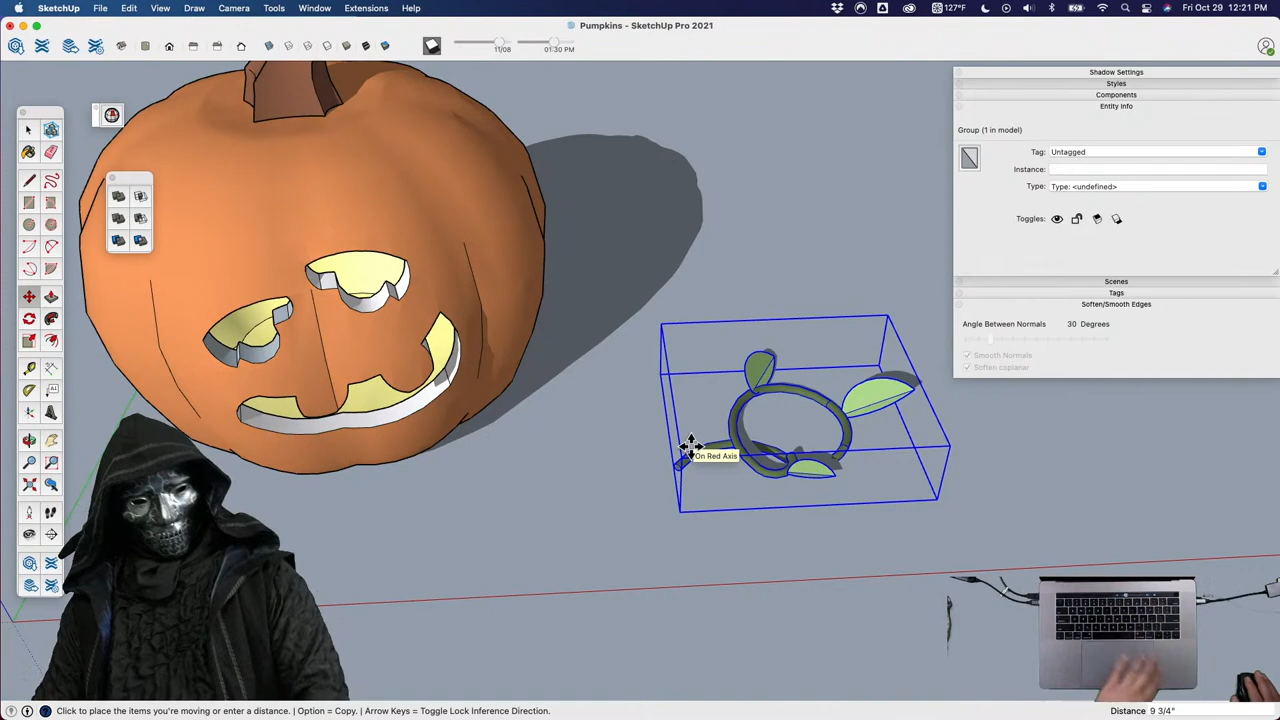 SketchUp File Edit View Draw Camera Tools Window Extensions Help 127°F Fri Oct 29 12:21 PM
Pumpkins - SketchUp Pro 2021
11/08 01:30 PM
Shadow Settings
Styles
Components
Entity Info
Group (1 in model)
Tag: Untagged
Instance:
Type: Type: <undefined>
Toggles:
Scenes
Tags
Soften/Smooth Edges
Angle Between Normals 30 Degrees
Smooth Normals
Soften coplanar
On Red Axis
Click to place the items you're moving or enter a distance. | Option = Copy. | Arrow Keys = Toggle Lock Inference Direction. Distance 9 3/4"